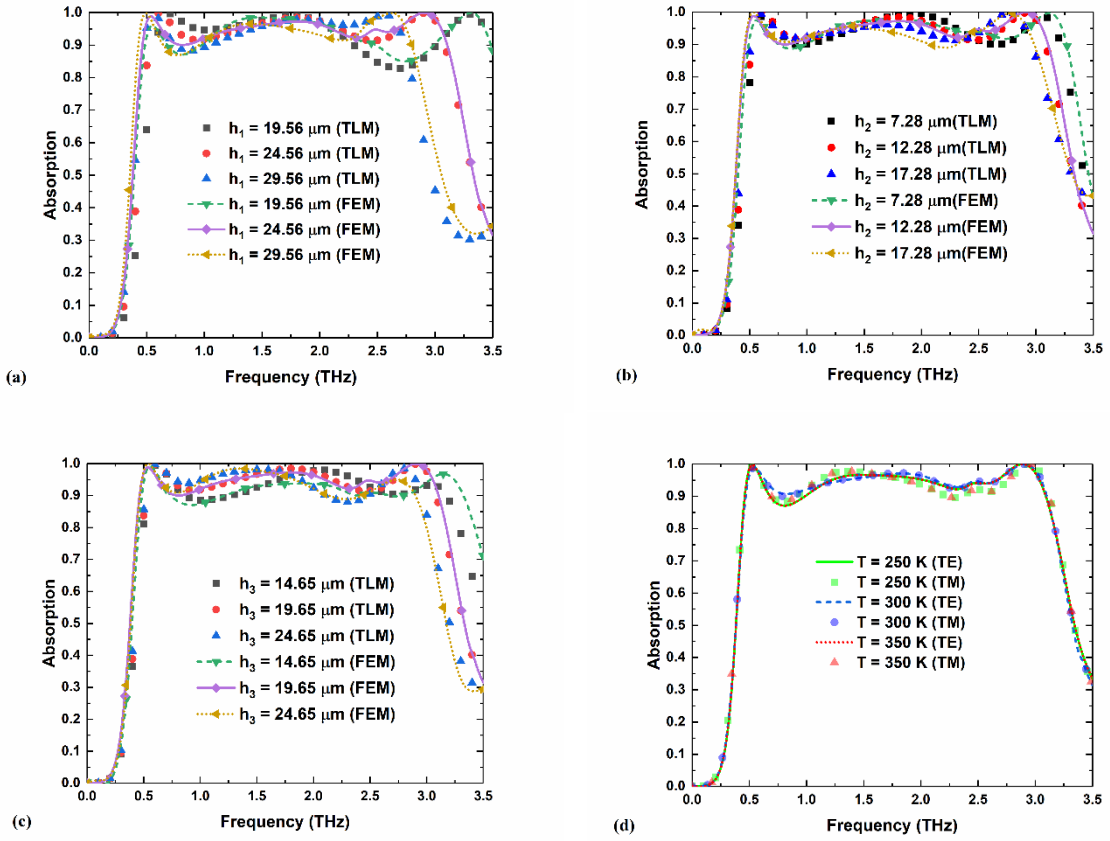 1.0
0.9
0.8
0.7
0.6
0.5
0.4
0.3
0.2
0.1
0.0
Absorption
h₁ = 19.56 µm (TLM)
h₁ = 24.56 µm (TLM)
h₁ = 29.56 µm (TLM)
h₁ = 19.56 µm (FEM)
h₁ = 24.56 µm (FEM)
h₁ = 29.56 µm (FEM)
0.0 0.5 1.0 1.5 2.0 2.5 3.0 3.5
Frequency (THz)
(a)
1.0
0.9
0.8
0.7
0.6
0.5
0.4
0.3
0.2
0.1
0.0
Absorption
h₂ = 7.28 µm(TLM)
h₂ = 12.28 µm(TLM)
h₂ = 17.28 µm(TLM)
h₂ = 7.28 µm(FEM)
h₂ = 12.28 µm(FEM)
h₂ = 17.28 µm(FEM)
0.0 0.5 1.0 1.5 2.0 2.5 3.0 3.5
Frequency (THz)
(b)
1.0
0.9
0.8
0.7
0.6
0.5
0.4
0.3
0.2
0.1
0.0
Absorption
h₃ = 14.65 µm (TLM)
h₃ = 19.65 µm (TLM)
h₃ = 24.65 µm (TLM)
h₃ = 14.65 µm (FEM)
h₃ = 19.65 µm (FEM)
h₃ = 24.65 µm (FEM)
0.0 0.5 1.0 1.5 2.0 2.5 3.0 3.5
Frequency (THz)
(c)
1.0
0.9
0.8
0.7
0.6
0.5
0.4
0.3
0.2
0.1
0.0
Absorption
T = 250 K (TE)
T = 250 K (TM)
T = 300 K (TE)
T = 300 K (TM)
T = 350 K (TE)
T = 350 K (TM)
0.0 0.5 1.0 1.5 2.0 2.5 3.0 3.5
Frequency (THz)
(d)